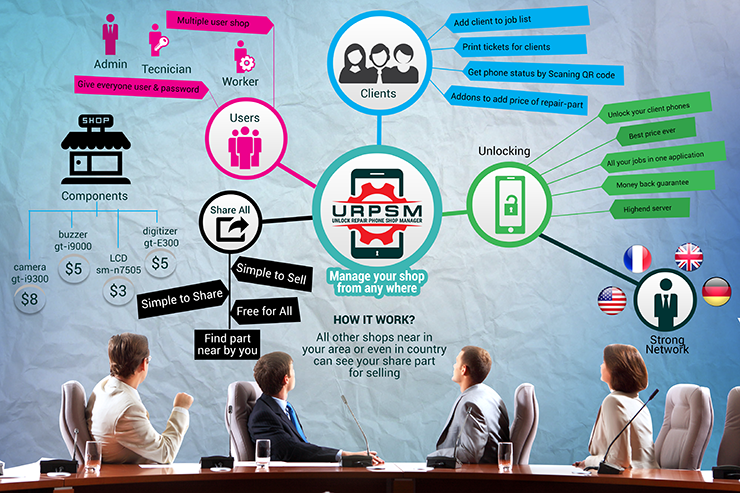 Multiple user shop
Admin
Tecnician
Worker
Give everyone user & password
Users
SHOP
Components
buzzer
gt-i9000
$5
digitizer
gt-E300
$5
camera
gt-i9300
$8
LCD
sm-n7505
$3
Share All
Simple to Sell
Simple to Share
Free for All
Find part
near by you
Clients
Add client to job list
Print tickets for clients
Get phone status by Scaning QR code
Addons to add price of repair-part
URPSM
UNLOCK REPAIR PHONE SHOP MANAGER
Manage your shop
from any where
HOW IT WORK?
All other shops near in
your area or even in country
can see your share part
for selling
Unlocking
Unlock your client phones
Best price ever
All your jobs in one application
Money back guarantee
Highend server
Strong
Network